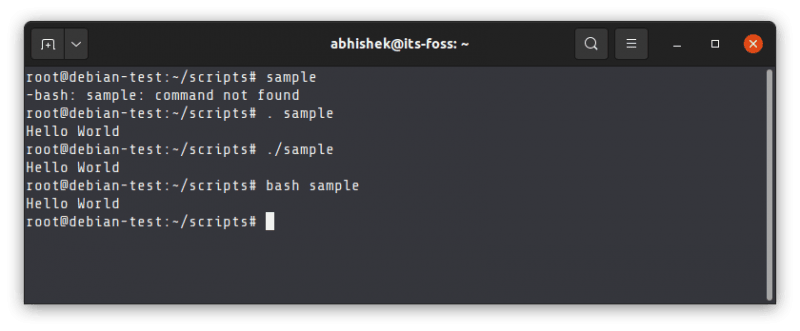 abhishek@its-foss: ~
root@debian-test:~/scripts# sample
-bash: sample: command not found
root@debian-test:~/scripts# . sample
Hello World
root@debian-test:~/scripts# ./sample
Hello World
root@debian-test:~/scripts# bash sample
Hello World
root@debian-test:~/scripts#